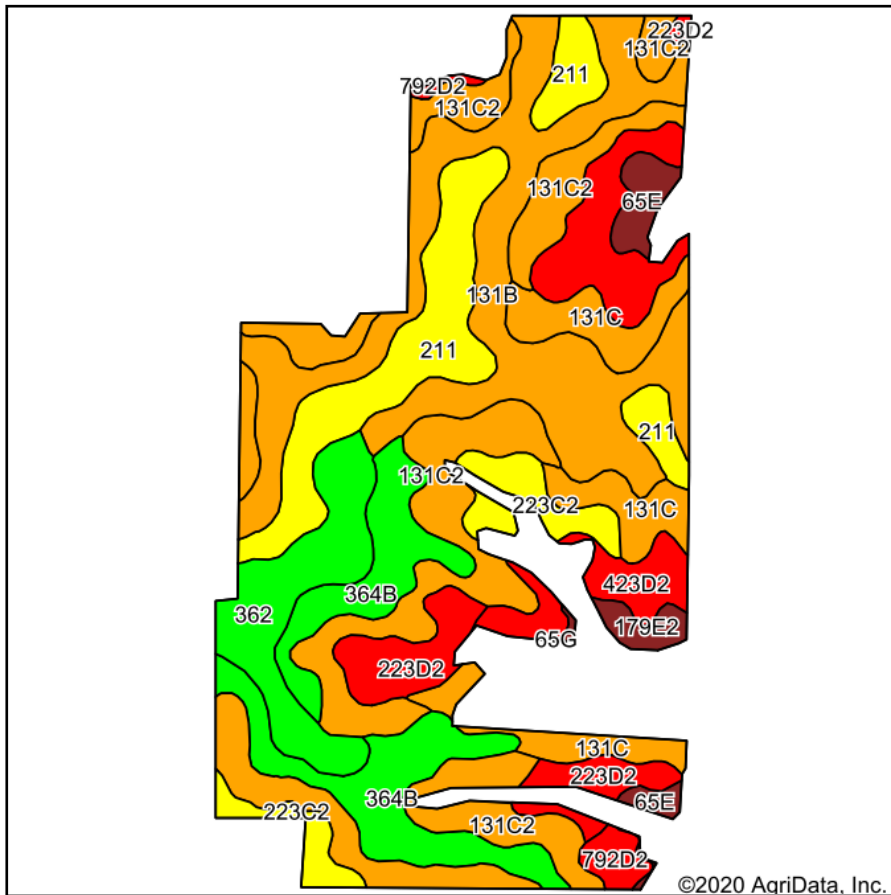 223D2
131C2
211
792D2
131C2
131C2
65E
131B
131C
211
211
131C2
223C2
131C
423D2
364B
362
179E2
65G
223D2
131C
223D2
364B
65E
223C2
131C2
792D2
©2020 AgriData, Inc.